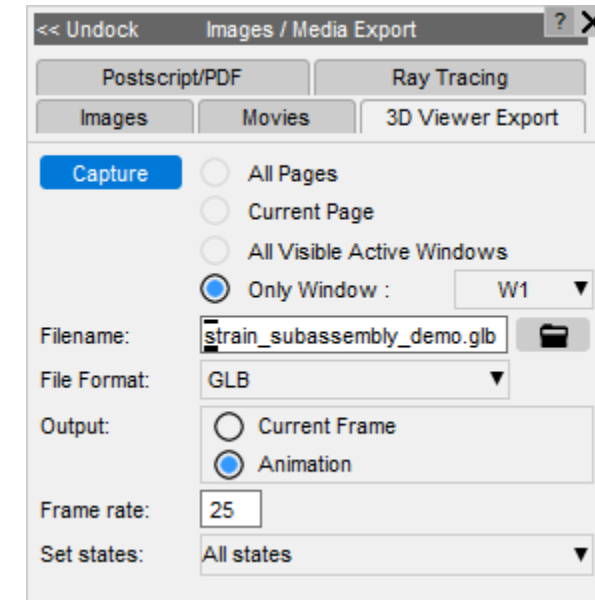 << Undock Images / Media Export ? X
Postscript/PDF Ray Tracing
Images Movies 3D Viewer Export
Capture All Pages
Current Page
All Visible Active Windows
Only Window : W1 ▼
Filename: strain_subassembly_demo.glb
File Format: GLB ▼
Output: Current Frame
Animation
Frame rate: 25
Set states: All states ▼